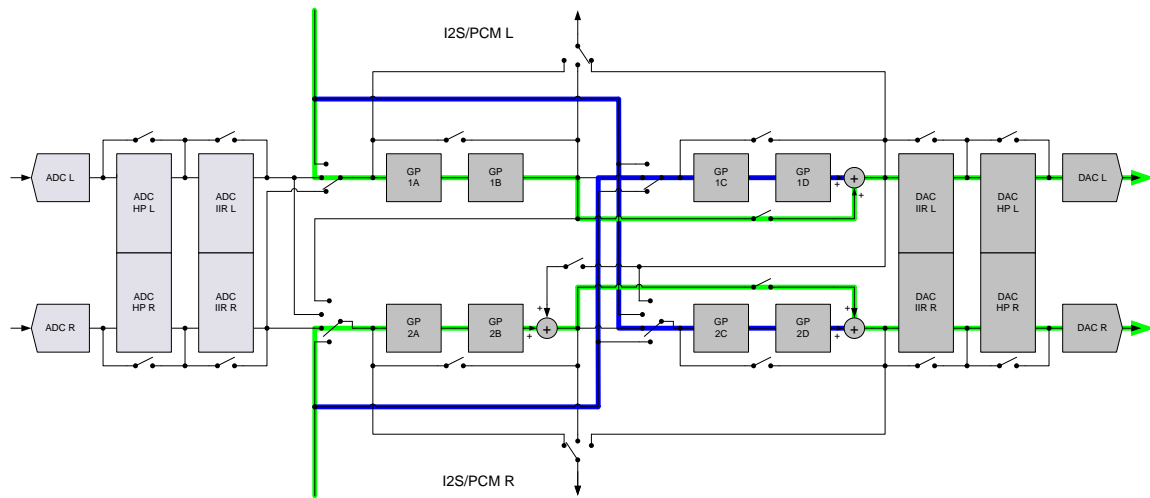 I2S/PCM L
ADC L
ADC
HP L
ADC
IIR L
GP
1A
GP
1B
GP
1C
GP
1D
+
+
+
DAC
IIR L
DAC
HP L
DAC L
ADC R
ADC
HP R
ADC
IIR R
GP
2A
GP
2B
+
+
+
GP
2C
GP
2D
+
+
+
DAC
IIR R
DAC
HP R
DAC R
I2S/PCM R